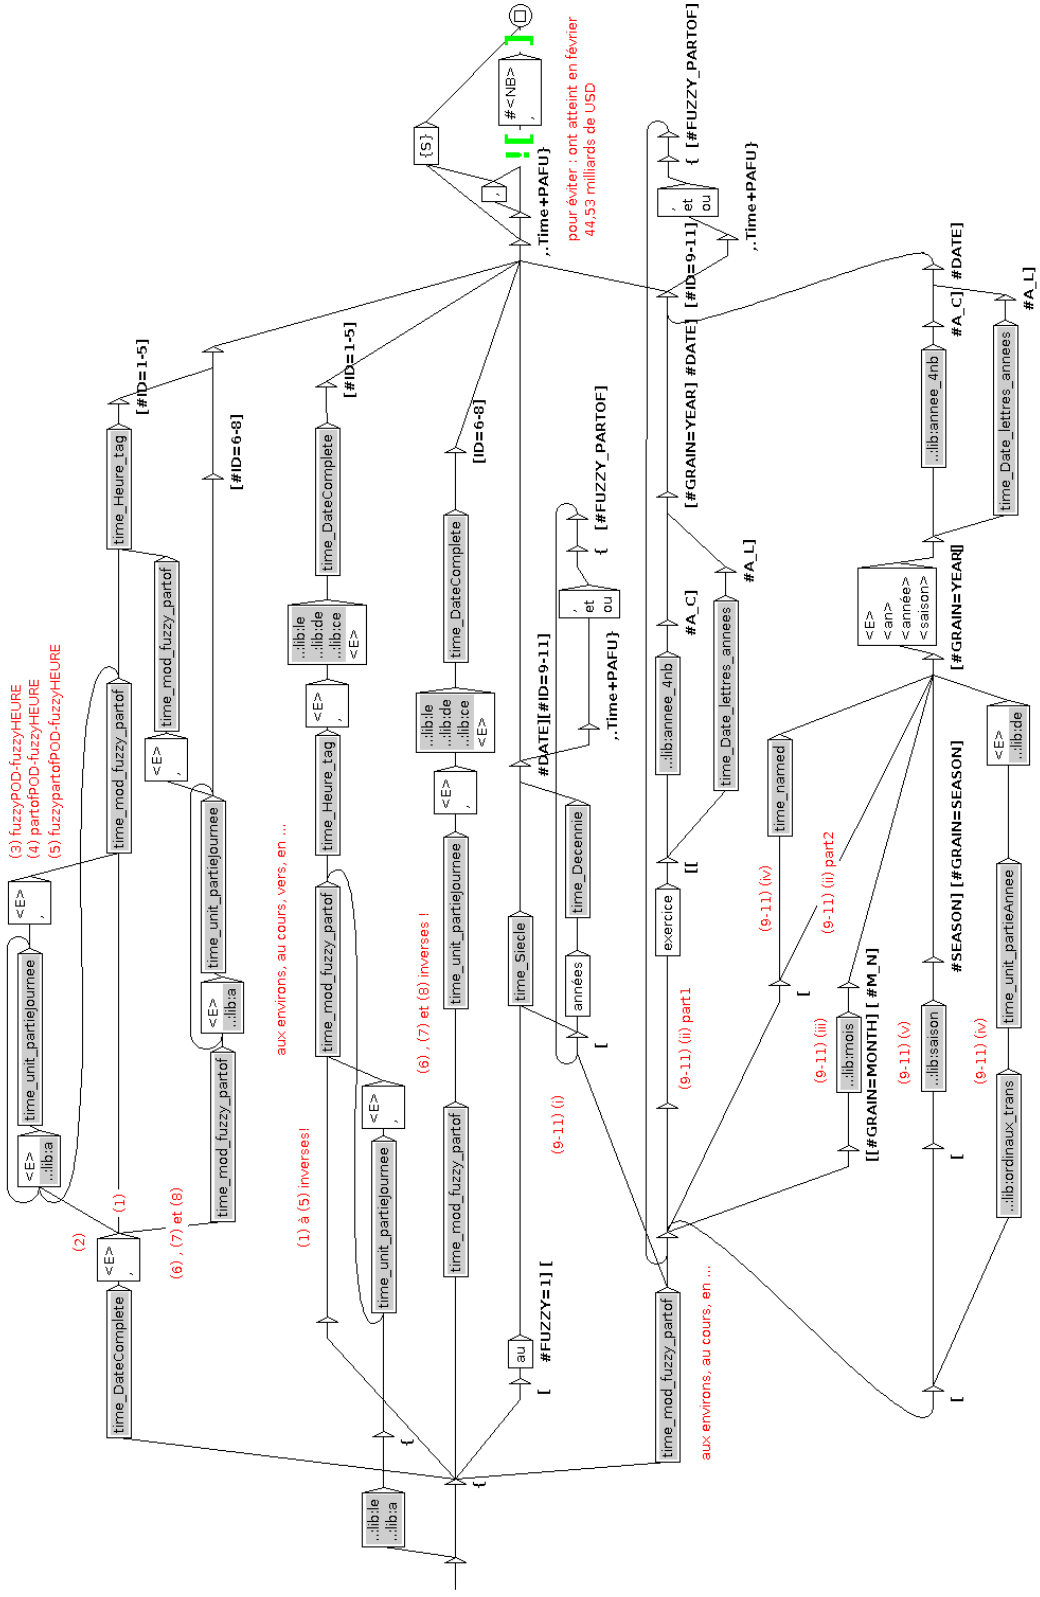 ..:lib:le
..:lib:a
{
{
time_DateComplete
<E>
,
(2)
(1)
(6) , (7) et (8)
<E>
..:lib:a
time_unit_partiejournee
<E>
,
(3) fuzzyPOD-fuzzyHEURE
(4) partofPOD-fuzzyHEURE
(5) fuzzypartofPOD-fuzzyHEURE
time_mod_fuzzy_partof
time_Heure_tag
[#ID=1-5]
time_mod_fuzzy_partof
<E>
..:lib:a
time_unit_partiejournee
<E>
,
time_mod_fuzzy_partof
[#ID=6-8]
(1) à (5) inverses!
aux environs, au cours, vers, en ...
time_mod_fuzzy_partof
time_Heure_tag
<E>
,
..:lib:le
..:lib:de
..:lib:ce
<E>
time_DateComplete
[#ID=1-5]
time_unit_partiejournee
<E>
,
(6) , (7) et (8) inverses !
time_mod_fuzzy_partof
time_unit_partiejournee
<E>
,
..:lib:le
..:lib:de
..:lib:ce
<E>
time_DateComplete
[ID=6-8]
[
au
#FUZZY=1] [
(9-11) (i)
[
time_Siecle
années
time_Decennie
#DATE][#ID=9-11]
,.Time+PAFU}
,
et
ou
{
[#FUZZY_PARTOF]
time_mod_fuzzy_partof
aux environs, au cours, en ...
(9-11) (ii) part1
exercice
[[
..:lib:annee_4nb
#A_C]
time_Date_lettres_annees
#A_L]
[#GRAIN=YEAR] #DATE]
[#ID=9-11]
,.Time+PAFU}
,
et
ou
{
[#FUZZY_PARTOF]
{S}
,
,.Time+PAFU}
![
#<NB>
,
]
pour éviter : ont atteint en février
44,53 milliards de USD
[
(9-11) (iv)
time_named
(9-11) (ii) part2
[[#GRAIN=MONTH] [
(9-11) (iii)
..:lib:mois
#M_N]
[
[
(9-11) (v)
..:lib:saison
#SEASON] [#GRAIN=SEASON]
(9-11) (iv)
..:lib:ordinaux_trans
time_unit_partieAnnee
<E>
..:lib:de
[#GRAIN=YEAR]
<E>
<an>
<année>
<saison>
[
..:lib:annee_4nb
#A_C]
time_Date_lettres_annees
#A_L]
#DATE]